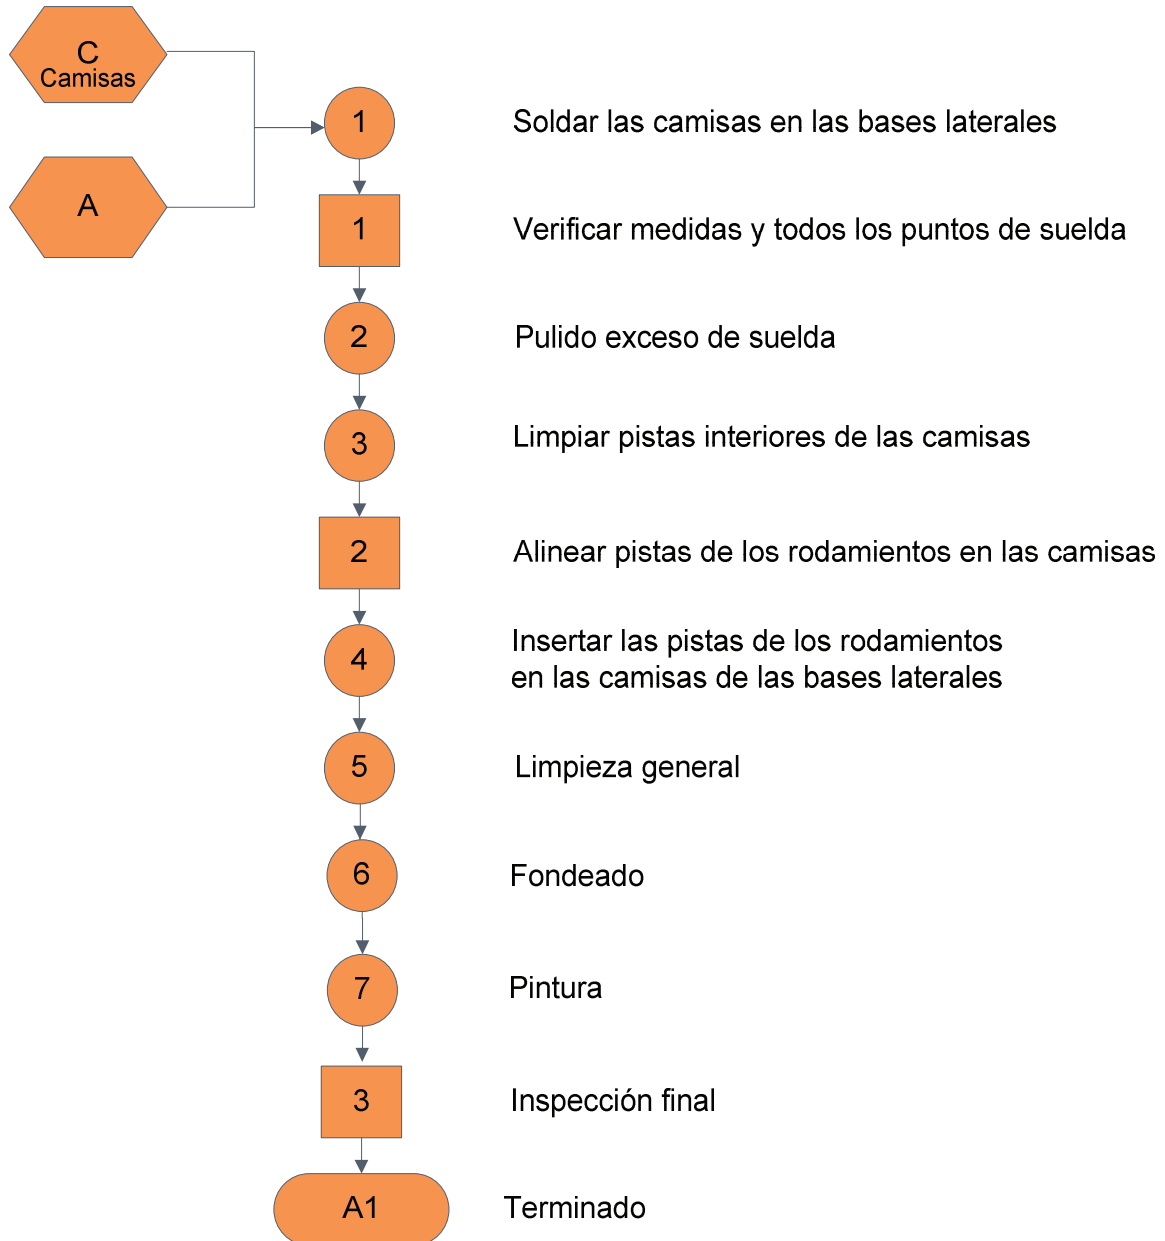 C
Camisas
A
1
Soldar las camisas en las bases laterales
1
Verificar medidas y todos los puntos de suelda
2
Pulido exceso de suelda
3
Limpiar pistas interiores de las camisas
2
Alinear pistas de los rodamientos en las camisas
4
Insertar las pistas de los rodamientos
en las camisas de las bases laterales
5
Limpieza general
6
Fondeado
7
Pintura
3
Inspección final
A1
Terminado